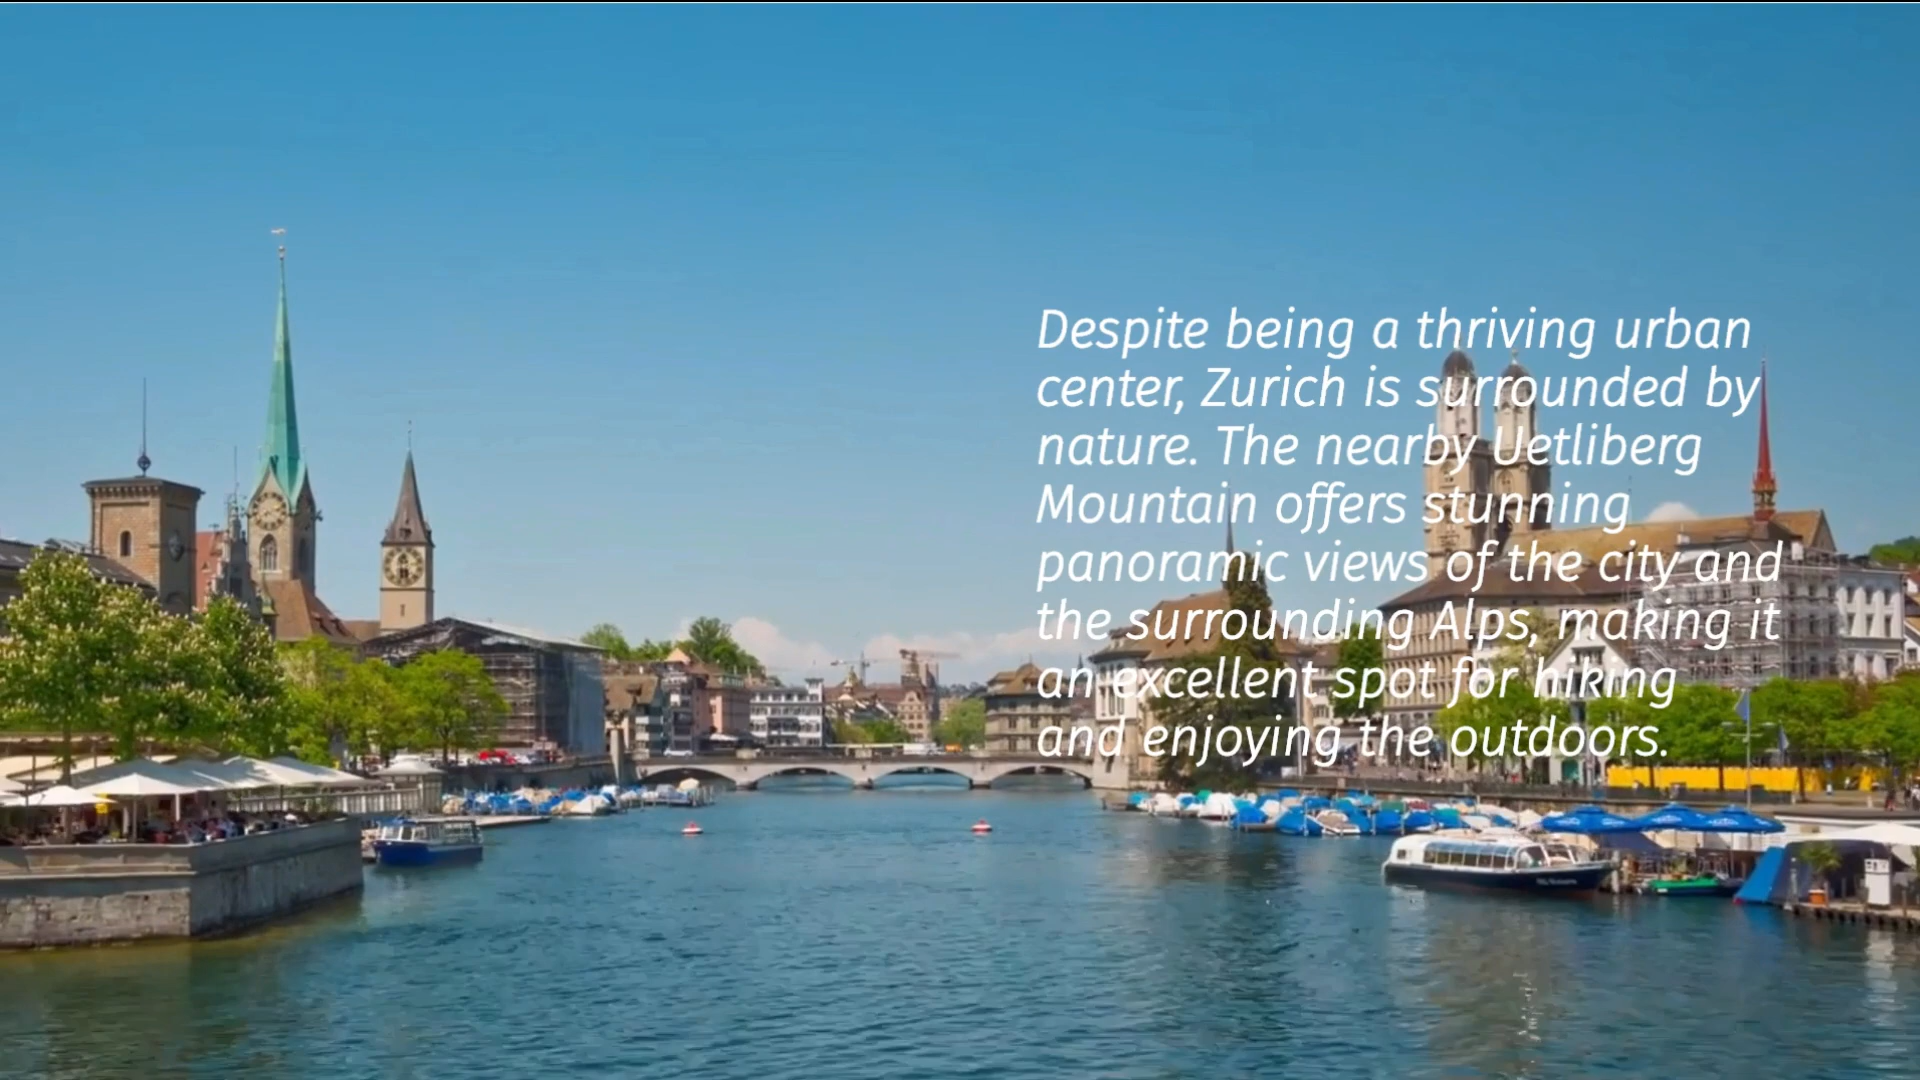 Despite being a thriving urban
center, Zurich is surrounded by
nature. The nearby Uetliberg
Mountain offers stunning
panoramic views of the city and
the surrounding Alps, making it
an excellent spot for hiking
and enjoying the outdoors.